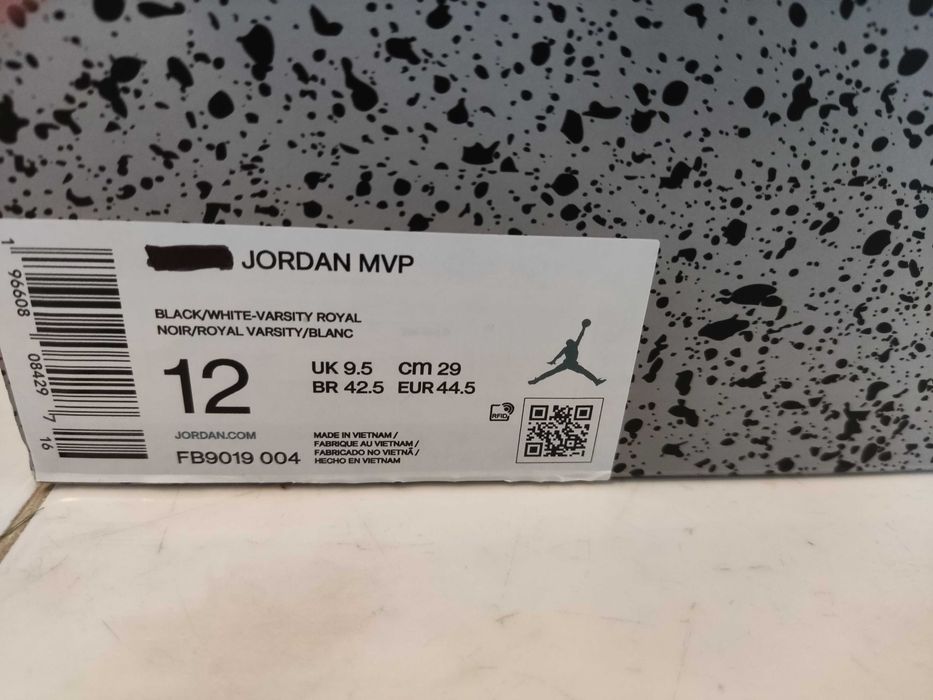 JORDAN MVP
BLACK/WHITE-VARSITY ROYAL
NOIR/ROYAL VARSITY/BLANC
12
UK 9.5 cm 29
BR 42.5 EUR 44.5
RFID
JORDAN.COM
FB9019 004
MADE IN VIETNAM /
FABRIQUE AU VIETNAM /
FABRICADO NO VIETNÃ /
HECHO EN VIETNAM
1 96608 08429 7 16